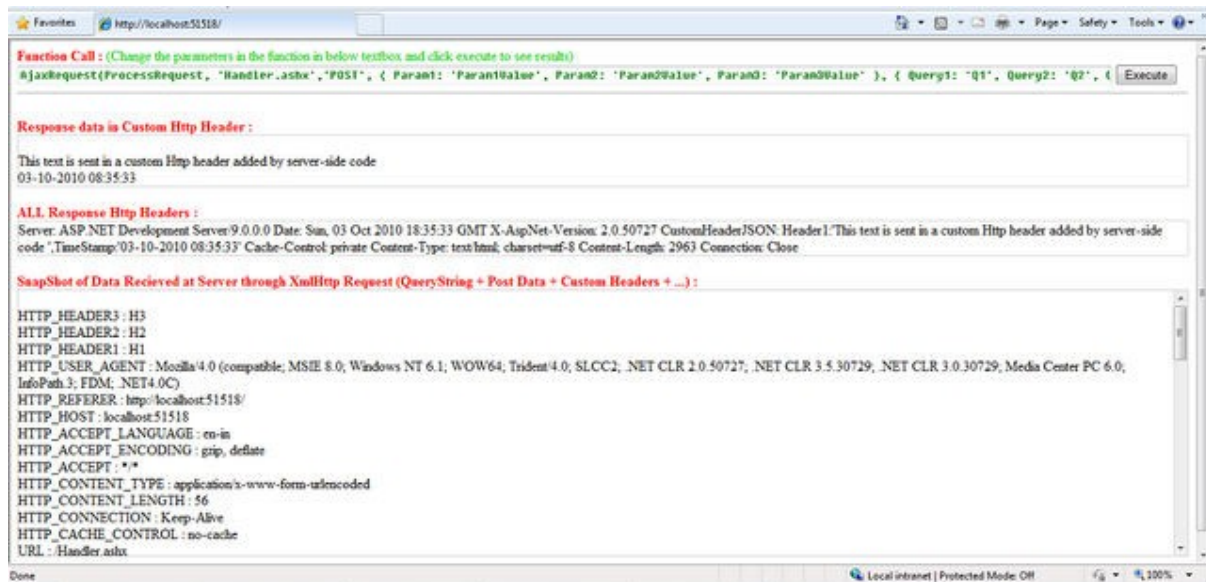 Favorites http://localhost:51518/ Page Safety Tools
Function Call : (Change the parameters in the function in below textbox and click execute to see results)
AjaxRequest(ProcessRequest, 'Handler.ashx','POST', { Param1: 'Param1Value', Param2: 'Param2Value', Param3: 'Param3Value' }, { Query1: 'Q1', Query2: 'Q2', Execute
Response data in Custom Http Header :
This text is sent in a custom Http header added by server-side code
03-10-2010 08:35:33
ALL Response Http Headers :
Server: ASP.NET Development Server/9.0.0.0 Date: Sun, 03 Oct 2010 18:35:33 GMT X-AspNet-Version: 2.0.50727 CustomHeaderJSON: Header1:'This text is sent in a custom Http header added by server-side
code ',TimeStamp:'03-10-2010 08:35:33' Cache-Control: private Content-Type: text/html; charset=utf-8 Content-Length: 2963 Connection: Close
SnapShot of Data Recieved at Server through XmlHttp Request (QueryString + Post Data + Custom Headers + ...) :
HTTP_HEADER3 : H3
HTTP_HEADER2 : H2
HTTP_HEADER1 : H1
HTTP_USER_AGENT : Mozilla/4.0 (compatible; MSIE 8.0; Windows NT 6.1; WOW64; Trident/4.0; SLCC2; .NET CLR 2.0.50727; .NET CLR 3.5.30729; .NET CLR 3.0.30729; Media Center PC 6.0;
InfoPath.3; FDM; .NET4.0C)
HTTP_REFERER : http://localhost:51518/
HTTP_HOST : localhost:51518
HTTP_ACCEPT_LANGUAGE : en-in
HTTP_ACCEPT_ENCODING : gzip, deflate
HTTP_ACCEPT : */*
HTTP_CONTENT_TYPE : application/x-www-form-urlencoded
HTTP_CONTENT_LENGTH : 56
HTTP_CONNECTION : Keep-Alive
HTTP_CACHE_CONTROL : no-cache
URL : /Handler.ashx
Done Local intranet | Protected Mode: Off 100%